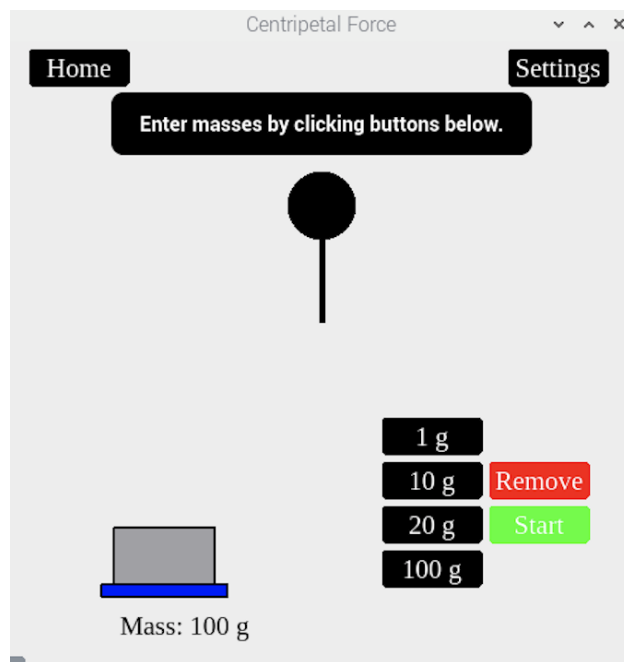 Centripetal Force
Home
Settings
Enter masses by clicking buttons below.
1 g
10 g
Remove
20 g
Start
100 g
Mass: 100 g